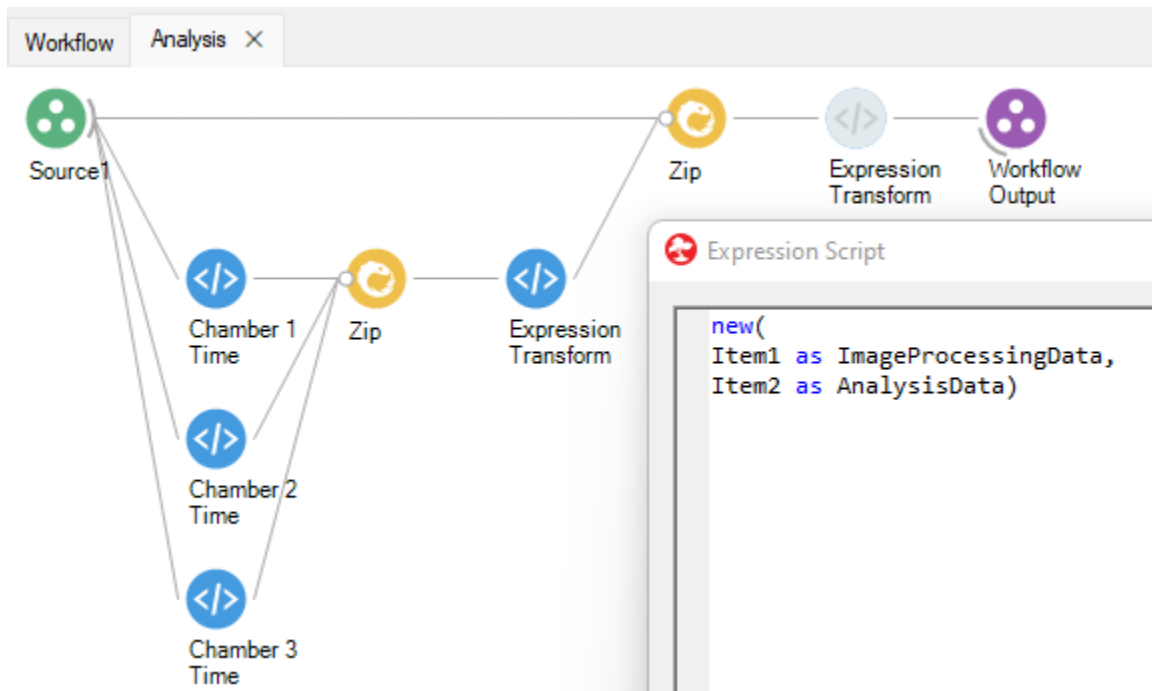 Workflow
Analysis
Source1
Zip
Expression
Transform
Workflow
Output
Chamber 1
Time
Zip
Expression
Transform
Chamber 2
Time
Chamber 3
Time
Expression Script
new(
Item1 as ImageProcessingData,
Item2 as AnalysisData)